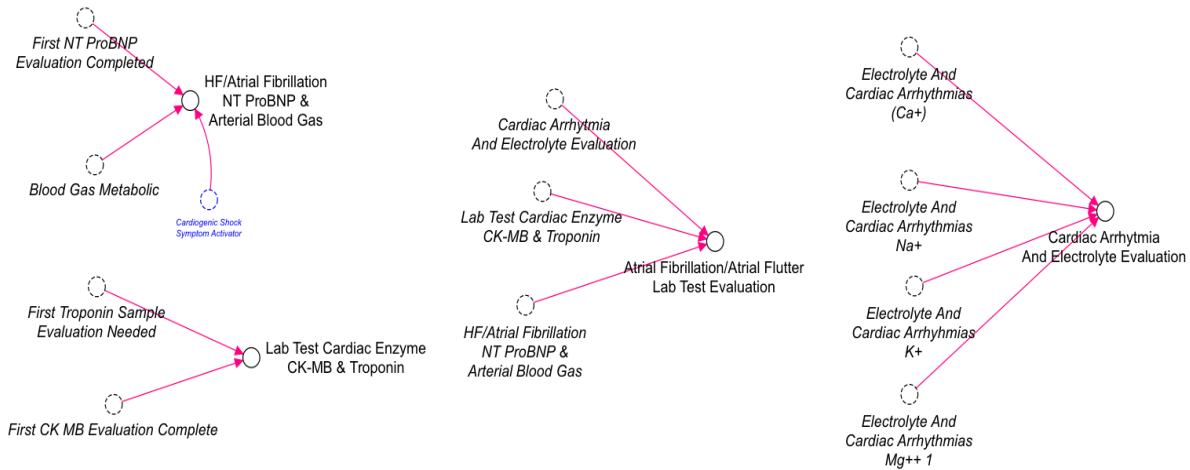 First NT ProBNP
Evaluation Completed
HF/Atrial Fibrillation
NT ProBNP &
Arterial Blood Gas
Blood Gas Metabolic
Cardiogenic Shock
Symptom Activator
First Troponin Sample
Evaluation Needed
Lab Test Cardiac Enzyme
CK-MB & Troponin
First CK MB Evaluation Complete
Cardiac Arrhytmia
And Electrolyte Evaluation
Lab Test Cardiac Enzyme
CK-MB & Troponin
Atrial Fibrillation/Atrial Flutter
Lab Test Evaluation
HF/Atrial Fibrillation
NT ProBNP &
Arterial Blood Gas
Electrolyte And
Cardiac Arrhythmias
(Ca+)
Electrolyte And
Cardiac Arrhythmias
Na+
Cardiac Arrhytmia
And Electrolyte Evaluation
Electrolyte And
Cardiac Arrhyhmias
K+
Electrolyte And
Cardiac Arrhythmias
Mg++ 1